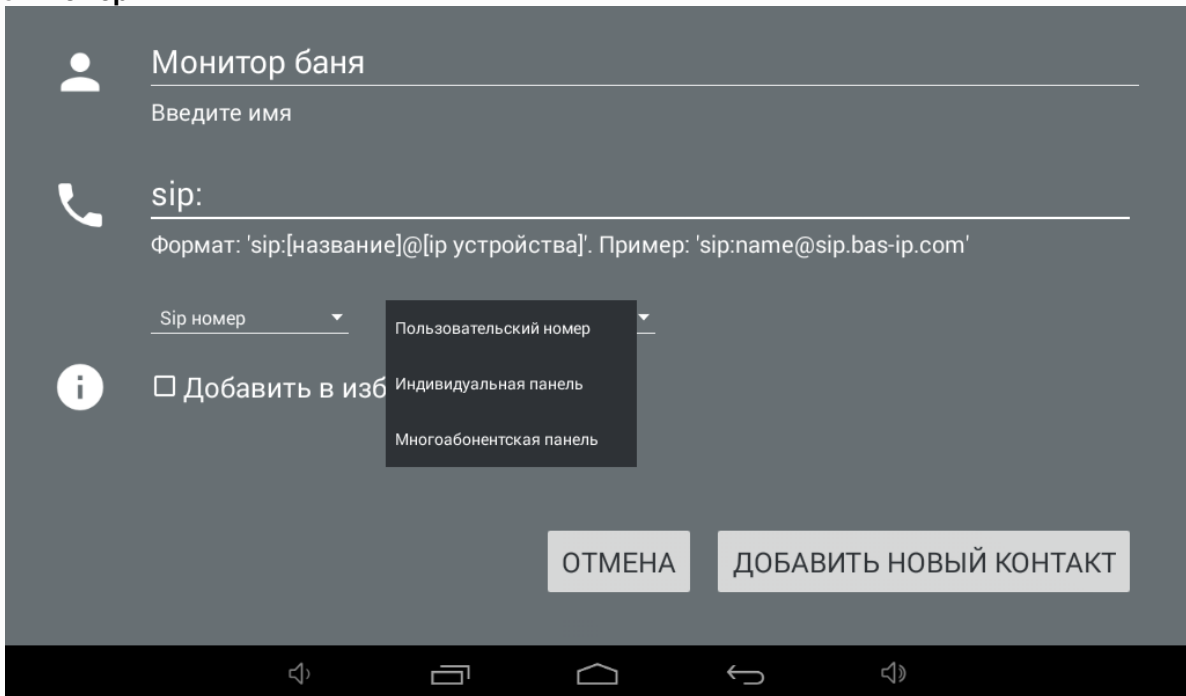 Монитор баня
Введите имя
sip:
Формат: 'sip:[название]@[ip устройства]'. Пример: 'sip:name@sip.bas-ip.com'
Sip номер
Пользовательский номер
Индивидуальная панель
Многоабонентская панель
Добавить в изб
ОТМЕНА
ДОБАВИТЬ НОВЫЙ КОНТАКТ